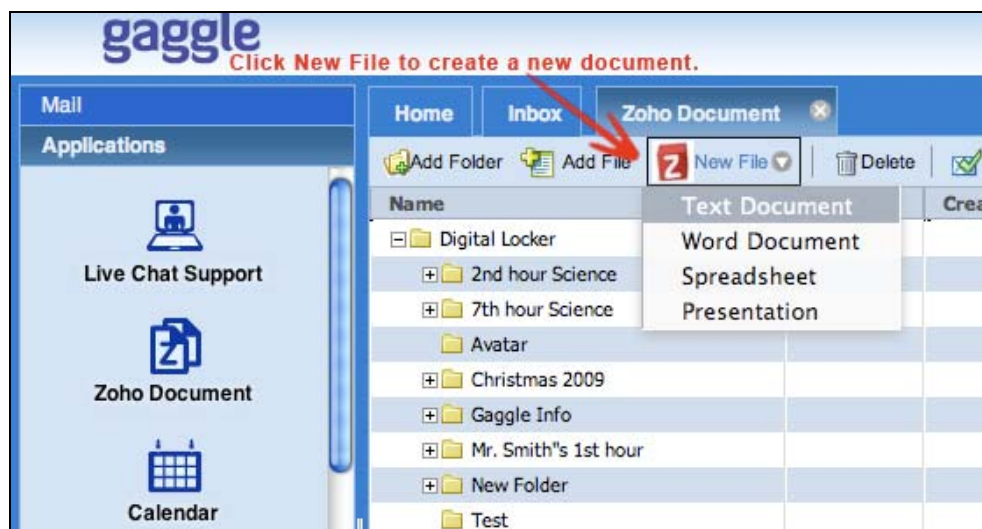 gaggle
Click New File to create a new document.
Mail
Applications
Live Chat Support
Zoho Document
Calendar
Home Inbox Zoho Document
Add Folder Add File New File Delete
Name
Text Document
Word Document
Spreadsheet
Presentation
Digital Locker
2nd hour Science
7th hour Science
Avatar
Christmas 2009
Gaggle Info
Mr. Smith"s 1st hour
New Folder
Test